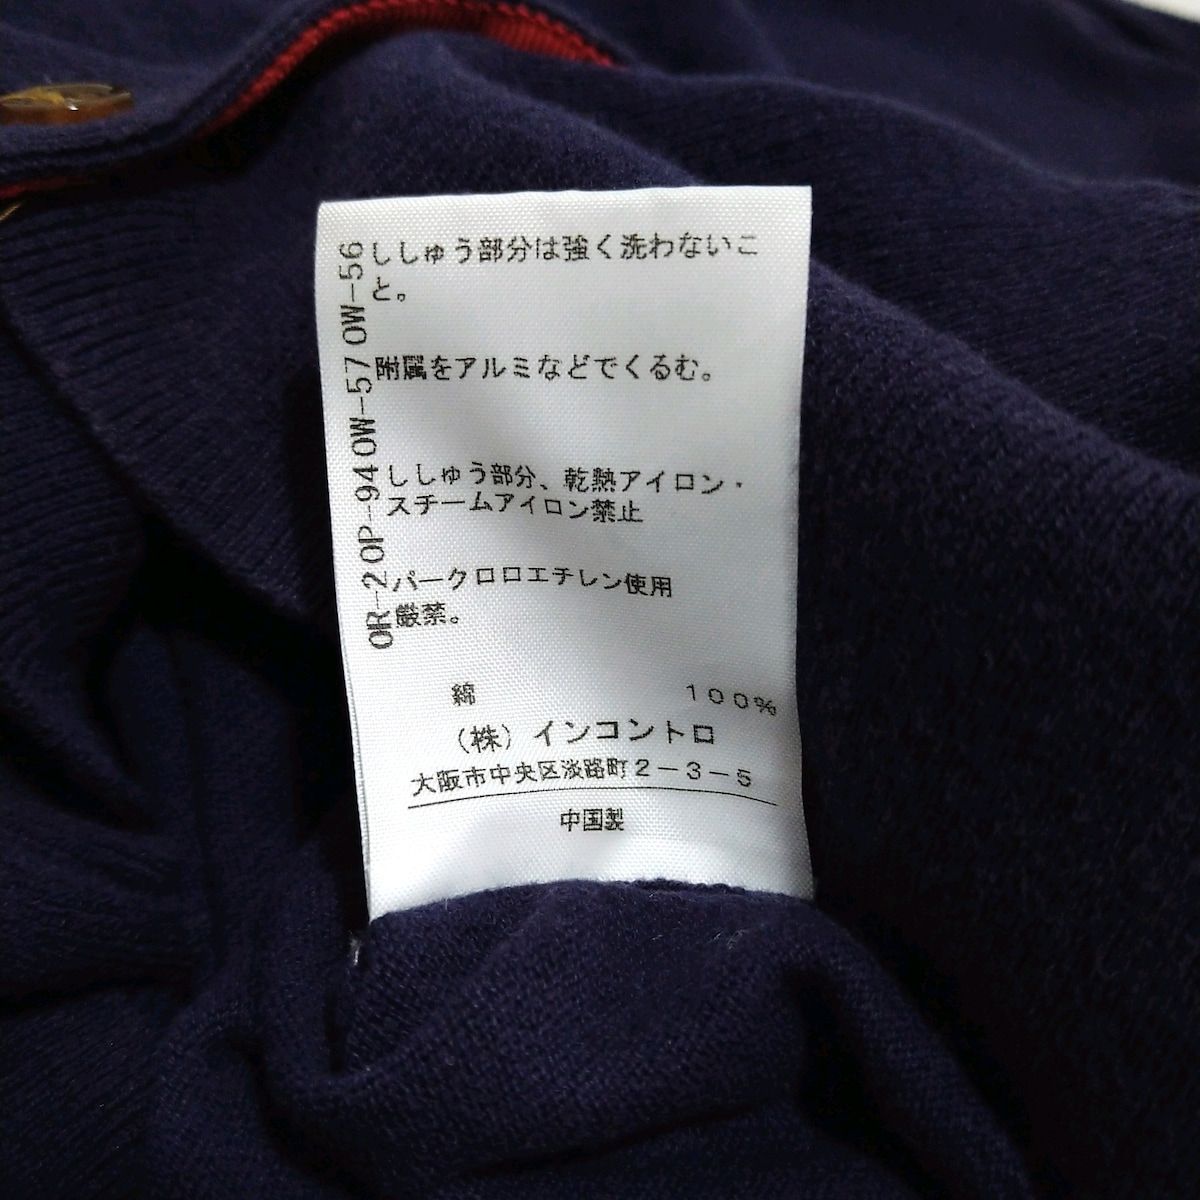 ししゅう部分は強く洗わないこ
と。
附属をアルミなどでくるむ。
ししゅう部分、乾熱アイロン・
スチームアイロン禁止
パークロロエチレン使用
厳禁。
綿 100%
(株)インコントロ
大阪市中央区淡路町2-3-5
中国製
OR-2 OP-94 OW-57 OW-56